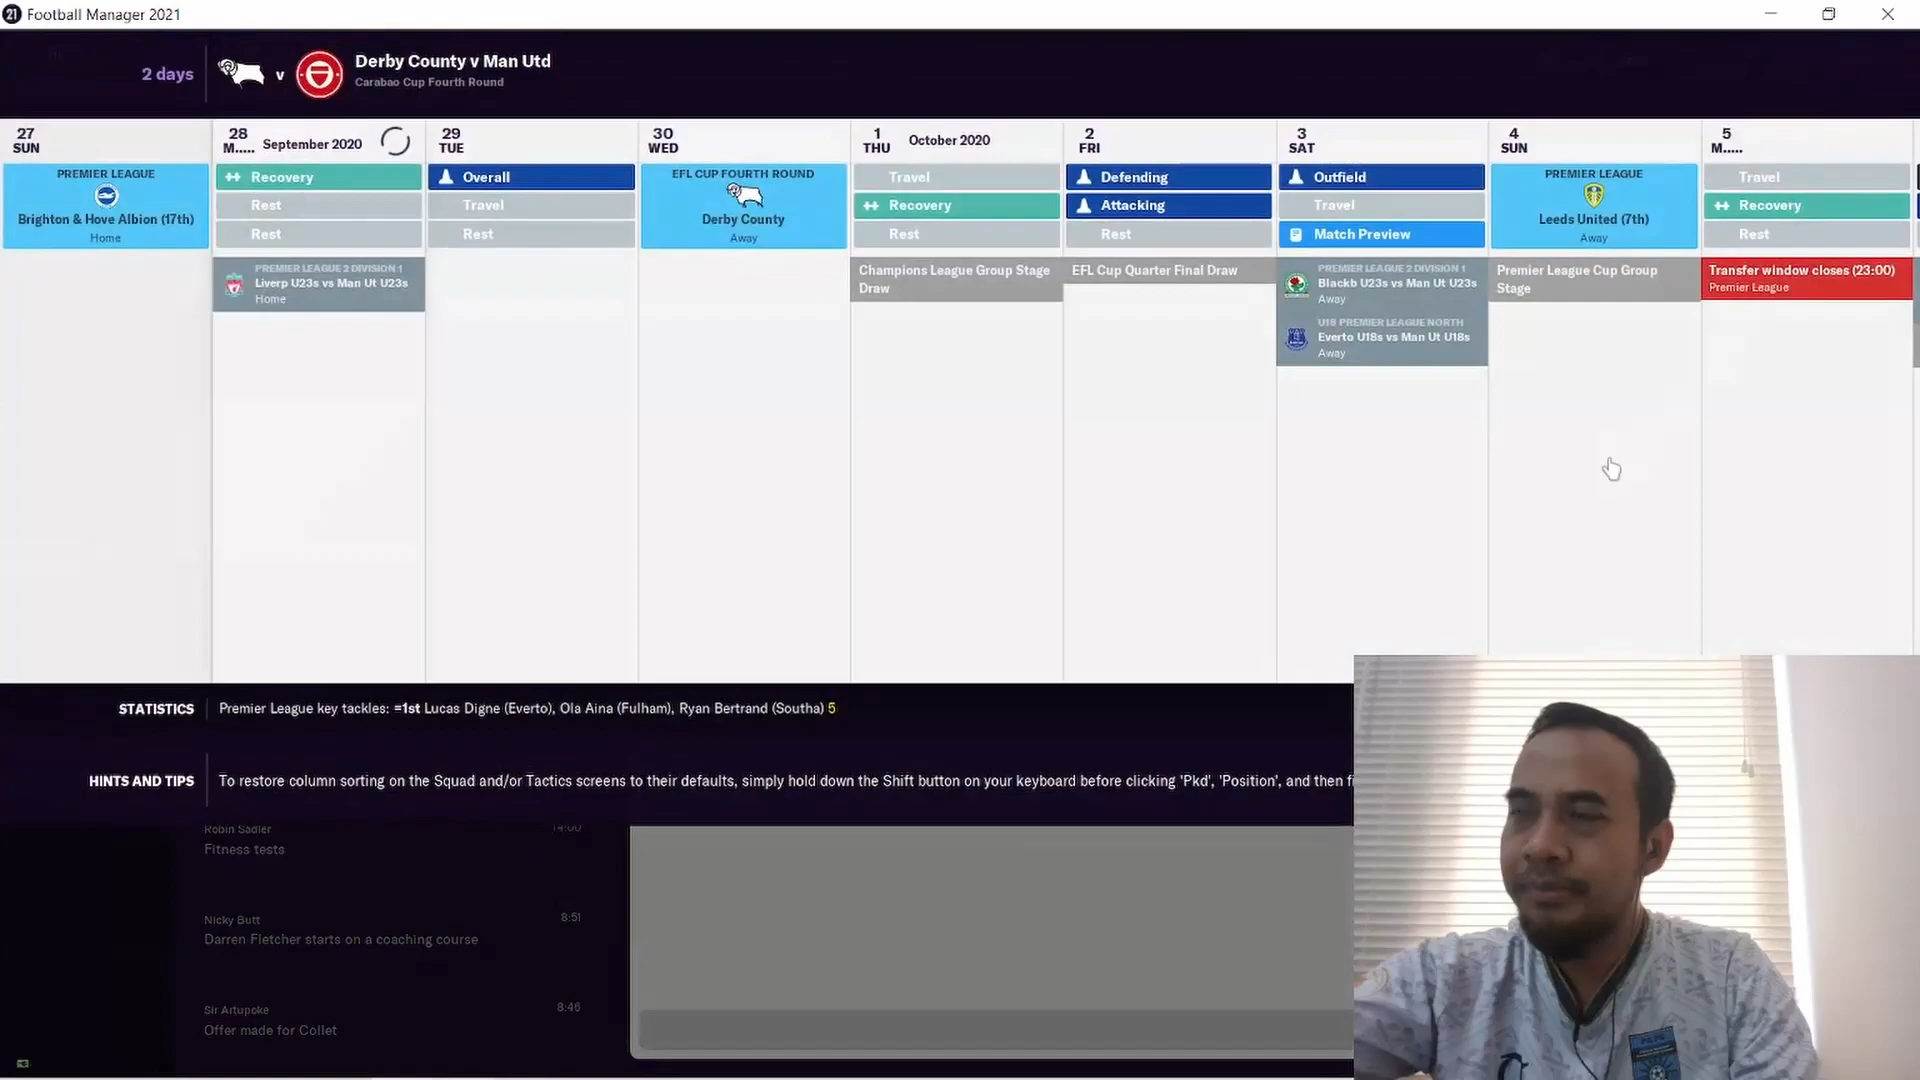 21 Football Manager 2021
2 days
v
Derby County v Man Utd
Carabao Cup Fourth Round
27
SUN
28
M..... September 2020
29
TUE
30
WED
1
THU October 2020
2
FRI
3
SAT
4
SUN
5
M.....
PREMIER LEAGUE
Brighton & Hove Albion (17th)
Home
Recovery
Rest
Rest
PREMIER LEAGUE 2 DIVISION 1
Liverp U23s vs Man Ut U23s
Home
Overall
Travel
Rest
EFL CUP FOURTH ROUND
Derby County
Away
Travel
Recovery
Rest
Champions League Group Stage
Draw
Defending
Attacking
Rest
EFL Cup Quarter Final Draw
Outfield
Travel
Match Preview
PREMIER LEAGUE 2 DIVISION 1
Blackb U23s vs Man Ut U23s
Away
U18 PREMIER LEAGUE NORTH
Everto U18s vs Man Ut U18s
Away
PREMIER LEAGUE
Leeds United (7th)
Away
Premier League Cup Group
Stage
Travel
Recovery
Rest
Transfer window closes (23:00)
Premier League
STATISTICS
Premier League key tackles: =1st Lucas Digne (Everto), Ola Aina (Fulham), Ryan Bertrand (Southa) 5
HINTS AND TIPS
To restore column sorting on the Squad and/or Tactics screens to their defaults, simply hold down the Shift button on your keyboard before clicking 'Pkd', 'Position', and then fi
Robin Sadler 14:00
Fitness tests
Nicky Butt 8:51
Darren Fletcher starts on a coaching course
Sir Artupoke 8:46
Offer made for Collet